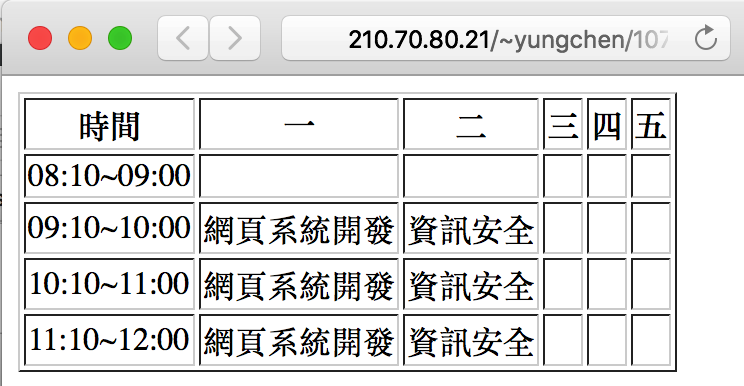 210.70.80.21/~yungchen/107
時間 一 二 三 四 五
08:10~09:00
09:10~10:00 網頁系統開發 資訊安全
10:10~11:00 網頁系統開發 資訊安全
11:10~12:00 網頁系統開發 資訊安全